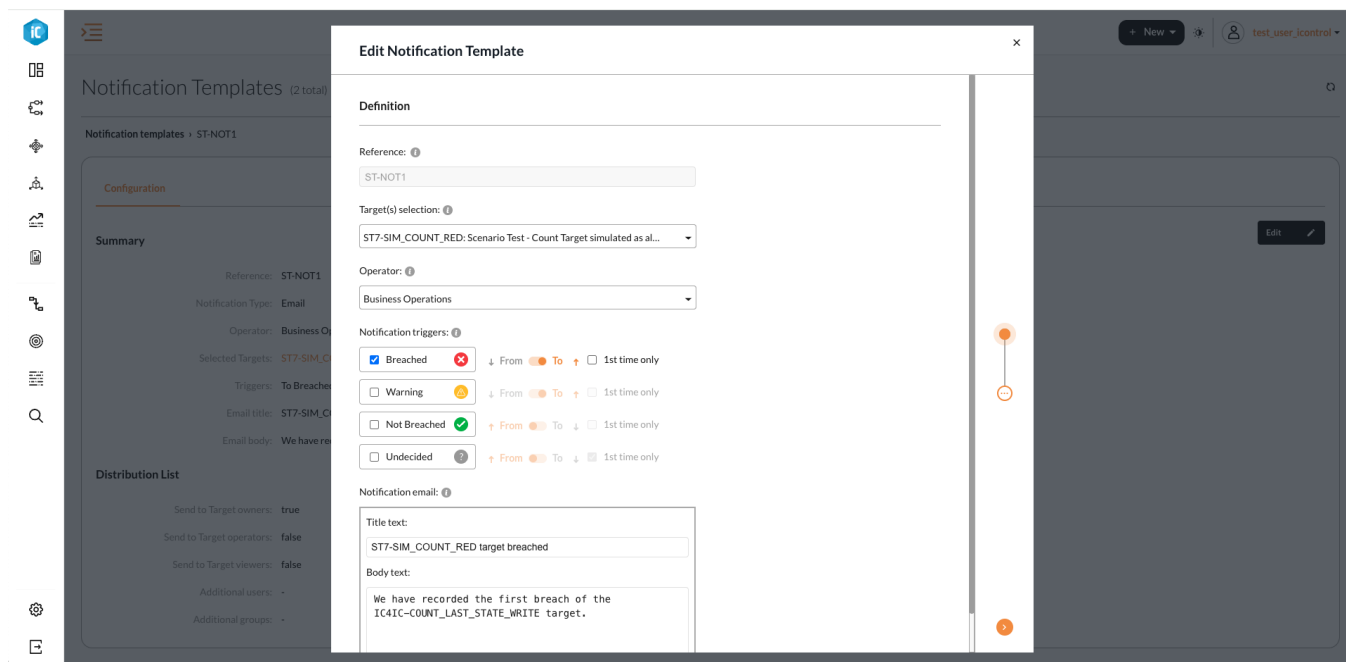 iC
+ New
test_user_icontrol
Notification Templates (2 total)
Notification templates › ST-NOT1
Configuration
Edit
Summary
Reference: ST-NOT1
Notification Type: Email
Operator: Business Op
Selected Targets: ST7-SIM_C
Triggers: To Breache
Email title: ST7-SIM_C
Email body: We have re
Distribution List
Send to Target owners: true
Send to Target operators: false
Send to Target viewers: false
Additional users: -
Additional groups: -
Edit Notification Template
×
Definition
Reference: i
ST-NOT1
Target(s) selection: i
ST7-SIM_COUNT_RED: Scenario Test - Count Target simulated as al...
Operator: i
Business Operations
Notification triggers: i
Breached ↓ From To ↑ 1st time only
Warning ↓ From To ↑ 1st time only
Not Breached ↑ From To ↓ 1st time only
Undecided ? ↑ From To ↓ 1st time only
Notification email: i
Title text:
ST7-SIM_COUNT_RED target breached
Body text:
We have recorded the first breach of the
IC4IC-COUNT_LAST_STATE_WRITE target.